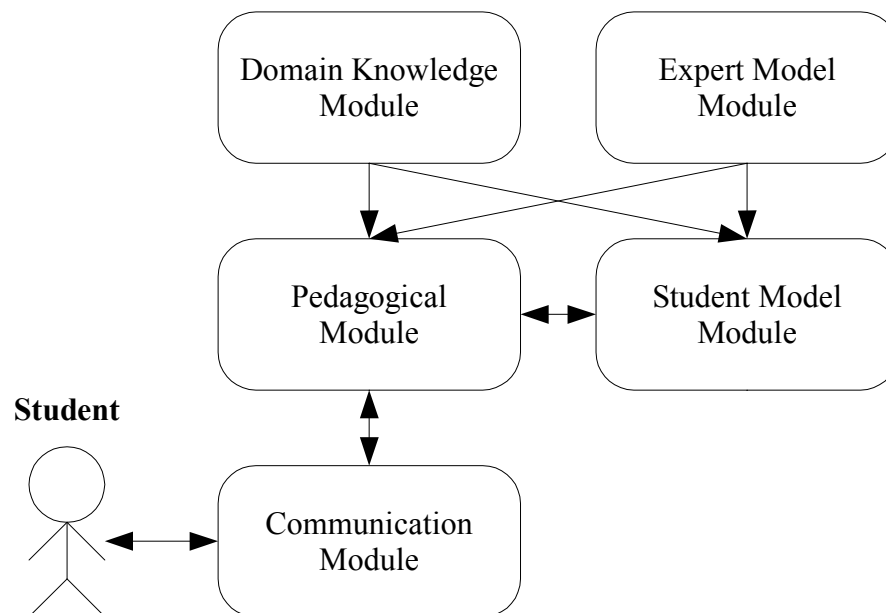 Domain Knowledge
Module
Expert Model
Module
Pedagogical
Module
Student Model
Module
Student
Communication
Module